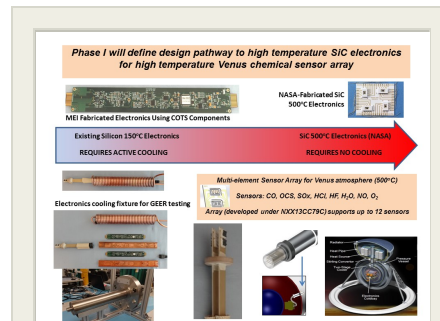 Phase I will define design pathway to high temperature SiC electronics
for high temperature Venus chemical sensor array
NASA-Fabricated SiC
500°C Electronics
MEI Fabricated Electronics Using COTS Components
Existing Silicon 150°C Electronics
SiC 500°C Electronics (NASA)
REQUIRES ACTIVE COOLING
REQUIRES NO COOLING
Multi-element Sensor Array for Venus atmosphere (500°C)
Sensors: CO, OCS, SOx, HCl, HF, H₂O, NO, O₂
Array (developed under NXX13CC79C) supports up to 12 sensors
Electronics cooling fixture for GEER testing